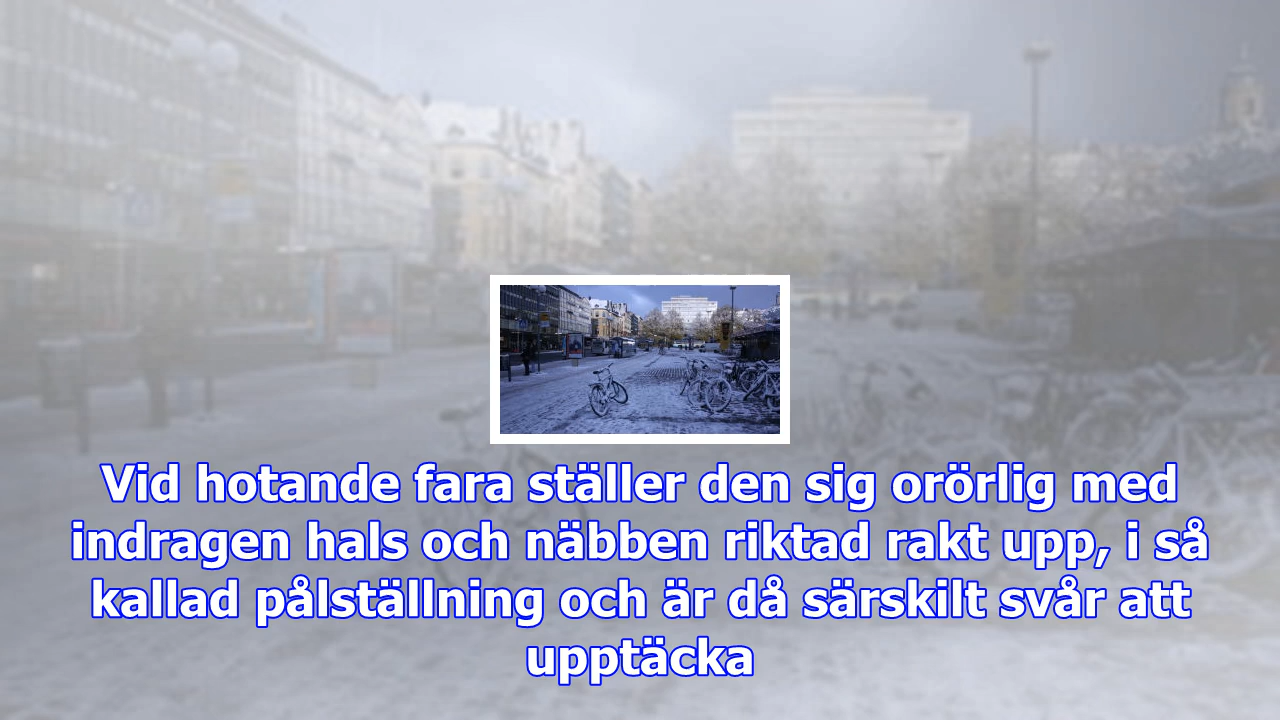 Vid hotande fara ställer den sig orörlig med
indragen hals och näbben riktad rakt upp, i så
kallad pålställning och är då särskilt svår att
upptäcka